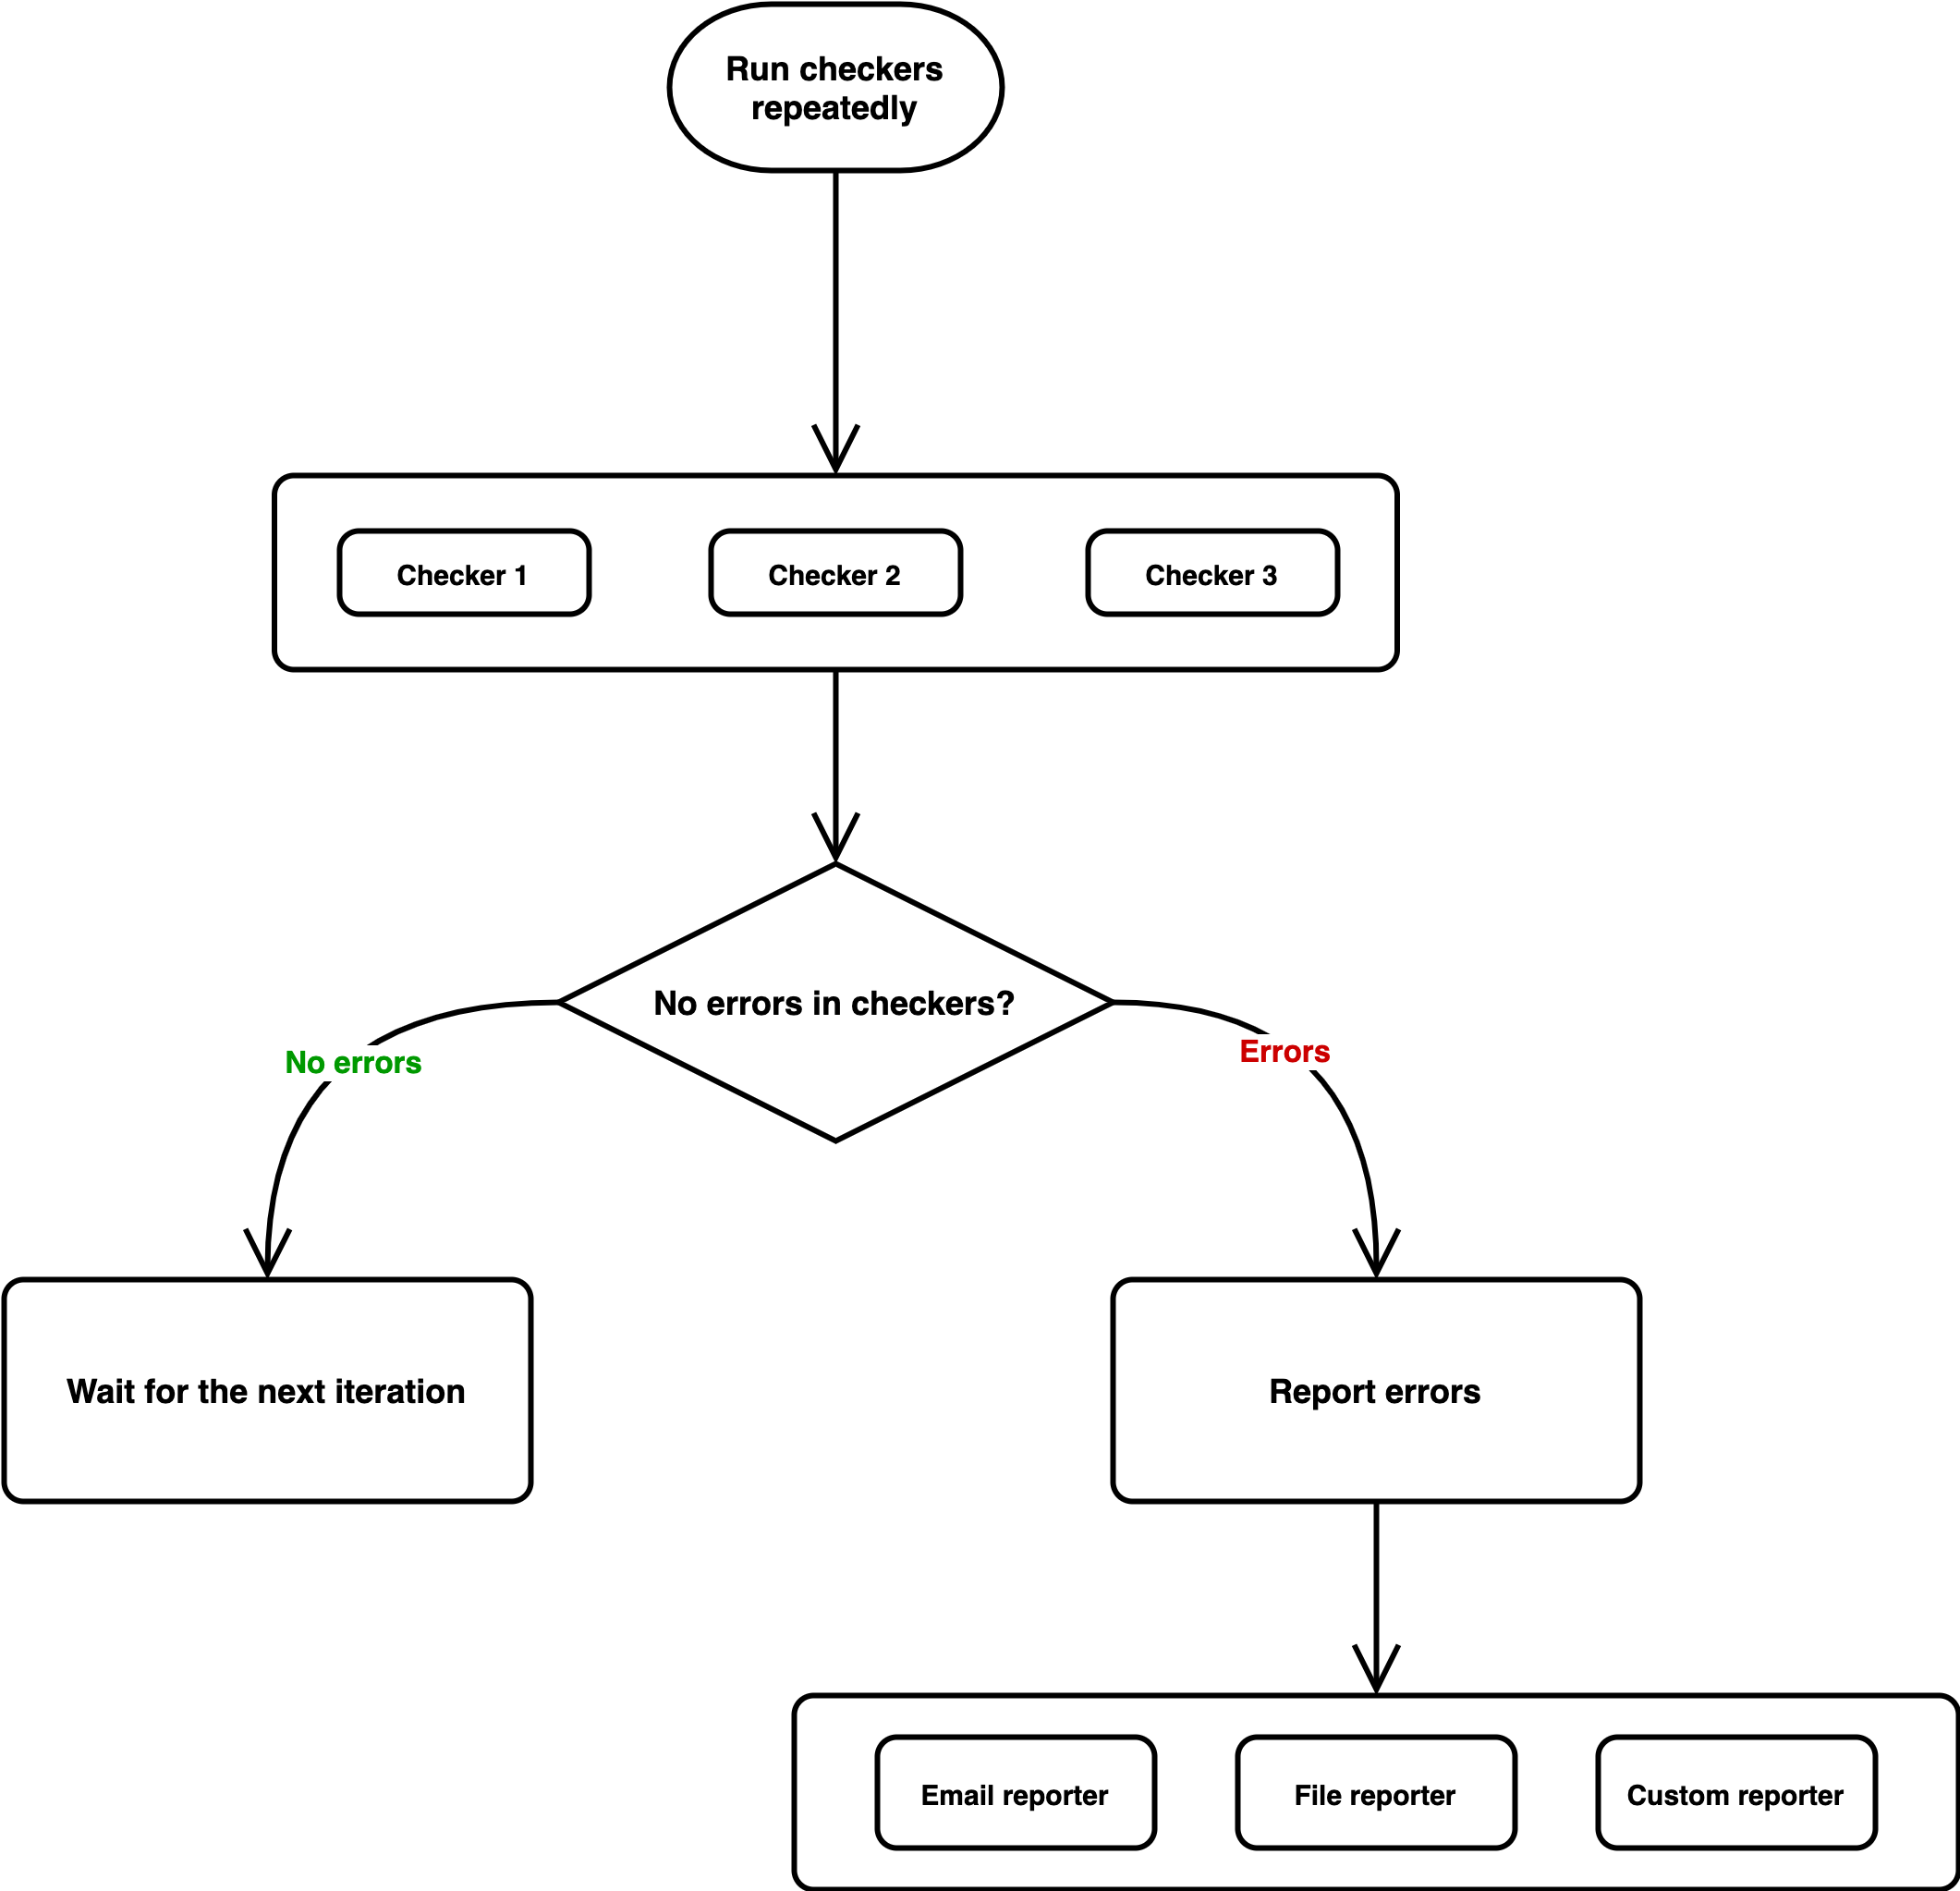 Run checkers
repeatedly
Checker 1
Checker 2
Checker 3
No errors in checkers?
No errors
Errors
Wait for the next iteration
Report errors
Email reporter
File reporter
Custom reporter